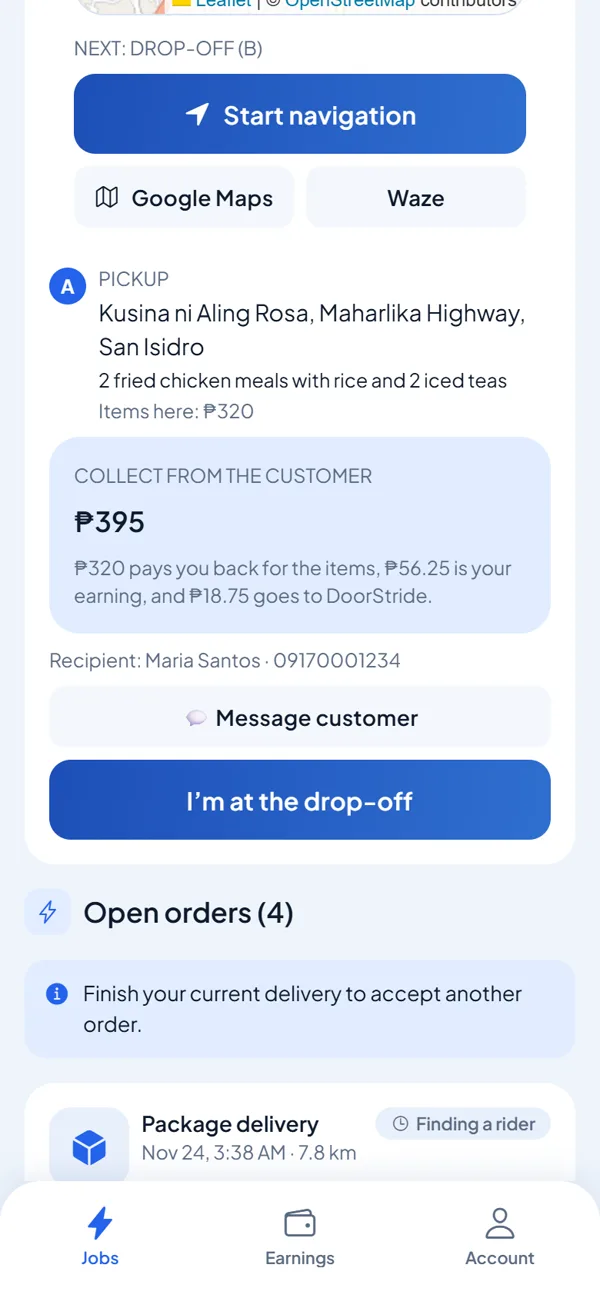 Leaflet | © OpenStreetMap contributors
NEXT: DROP-OFF (B)
Start navigation
Google Maps
Waze
A
PICKUP
Kusina ni Aling Rosa, Maharlika Highway,
San Isidro
2 fried chicken meals with rice and 2 iced teas
Items here: ₱320
COLLECT FROM THE CUSTOMER
₱395
₱320 pays you back for the items, ₱56.25 is your
earning, and ₱18.75 goes to DoorStride.
Recipient: Maria Santos · 09170001234
Message customer
I’m at the drop-off
Open orders (4)
Finish your current delivery to accept another
order.
Package delivery
Finding a rider
Nov 24, 3:38 AM · 7.8 km
Jobs
Earnings
Account